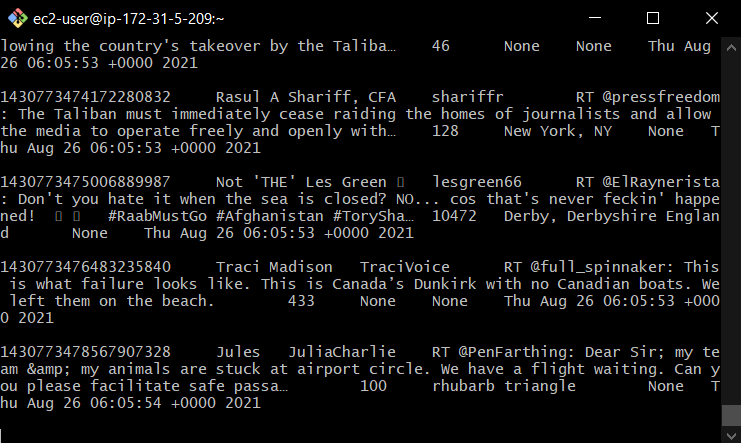 ec2-user@ip-172-31-5-209:~
lowing the country's takeover by the Taliba… 46 None None Thu Aug
26 06:05:53 +0000 2021
1430773474172280832 Rasul A Shariff, CFA shariffr RT @pressfreedom
: The Taliban must immediately cease raiding the homes of journalists and allow
the media to operate freely and openly with… 128 New York, NY None T
hu Aug 26 06:05:53 +0000 2021
1430773475006889987 Not 'THE' Les Green lesgreen66 RT @ElRaynerista
: Don't you hate it when the sea is closed? NO... cos that's never feckin' happe
ned! #RaabMustGo #Afghanistan #TorySha… 10472 Derby, Derbyshire Englan
d None Thu Aug 26 06:05:53 +0000 2021
1430773476483235840 Traci Madison TraciVoice RT @full_spinnaker: This
is what failure looks like. This is Canada’s Dunkirk with no Canadian boats. We
left them on the beach. 433 None None Thu Aug 26 06:05:53 +000
0 2021
1430773478567907328 Jules JuliaCharlie RT @PenFarthing: Dear Sir; my te
am &amp; my animals are stuck at airport circle. We have a flight waiting. Can y
ou please facilitate safe passa… 100 rhubarb triangle None T
hu Aug 26 06:05:54 +0000 2021